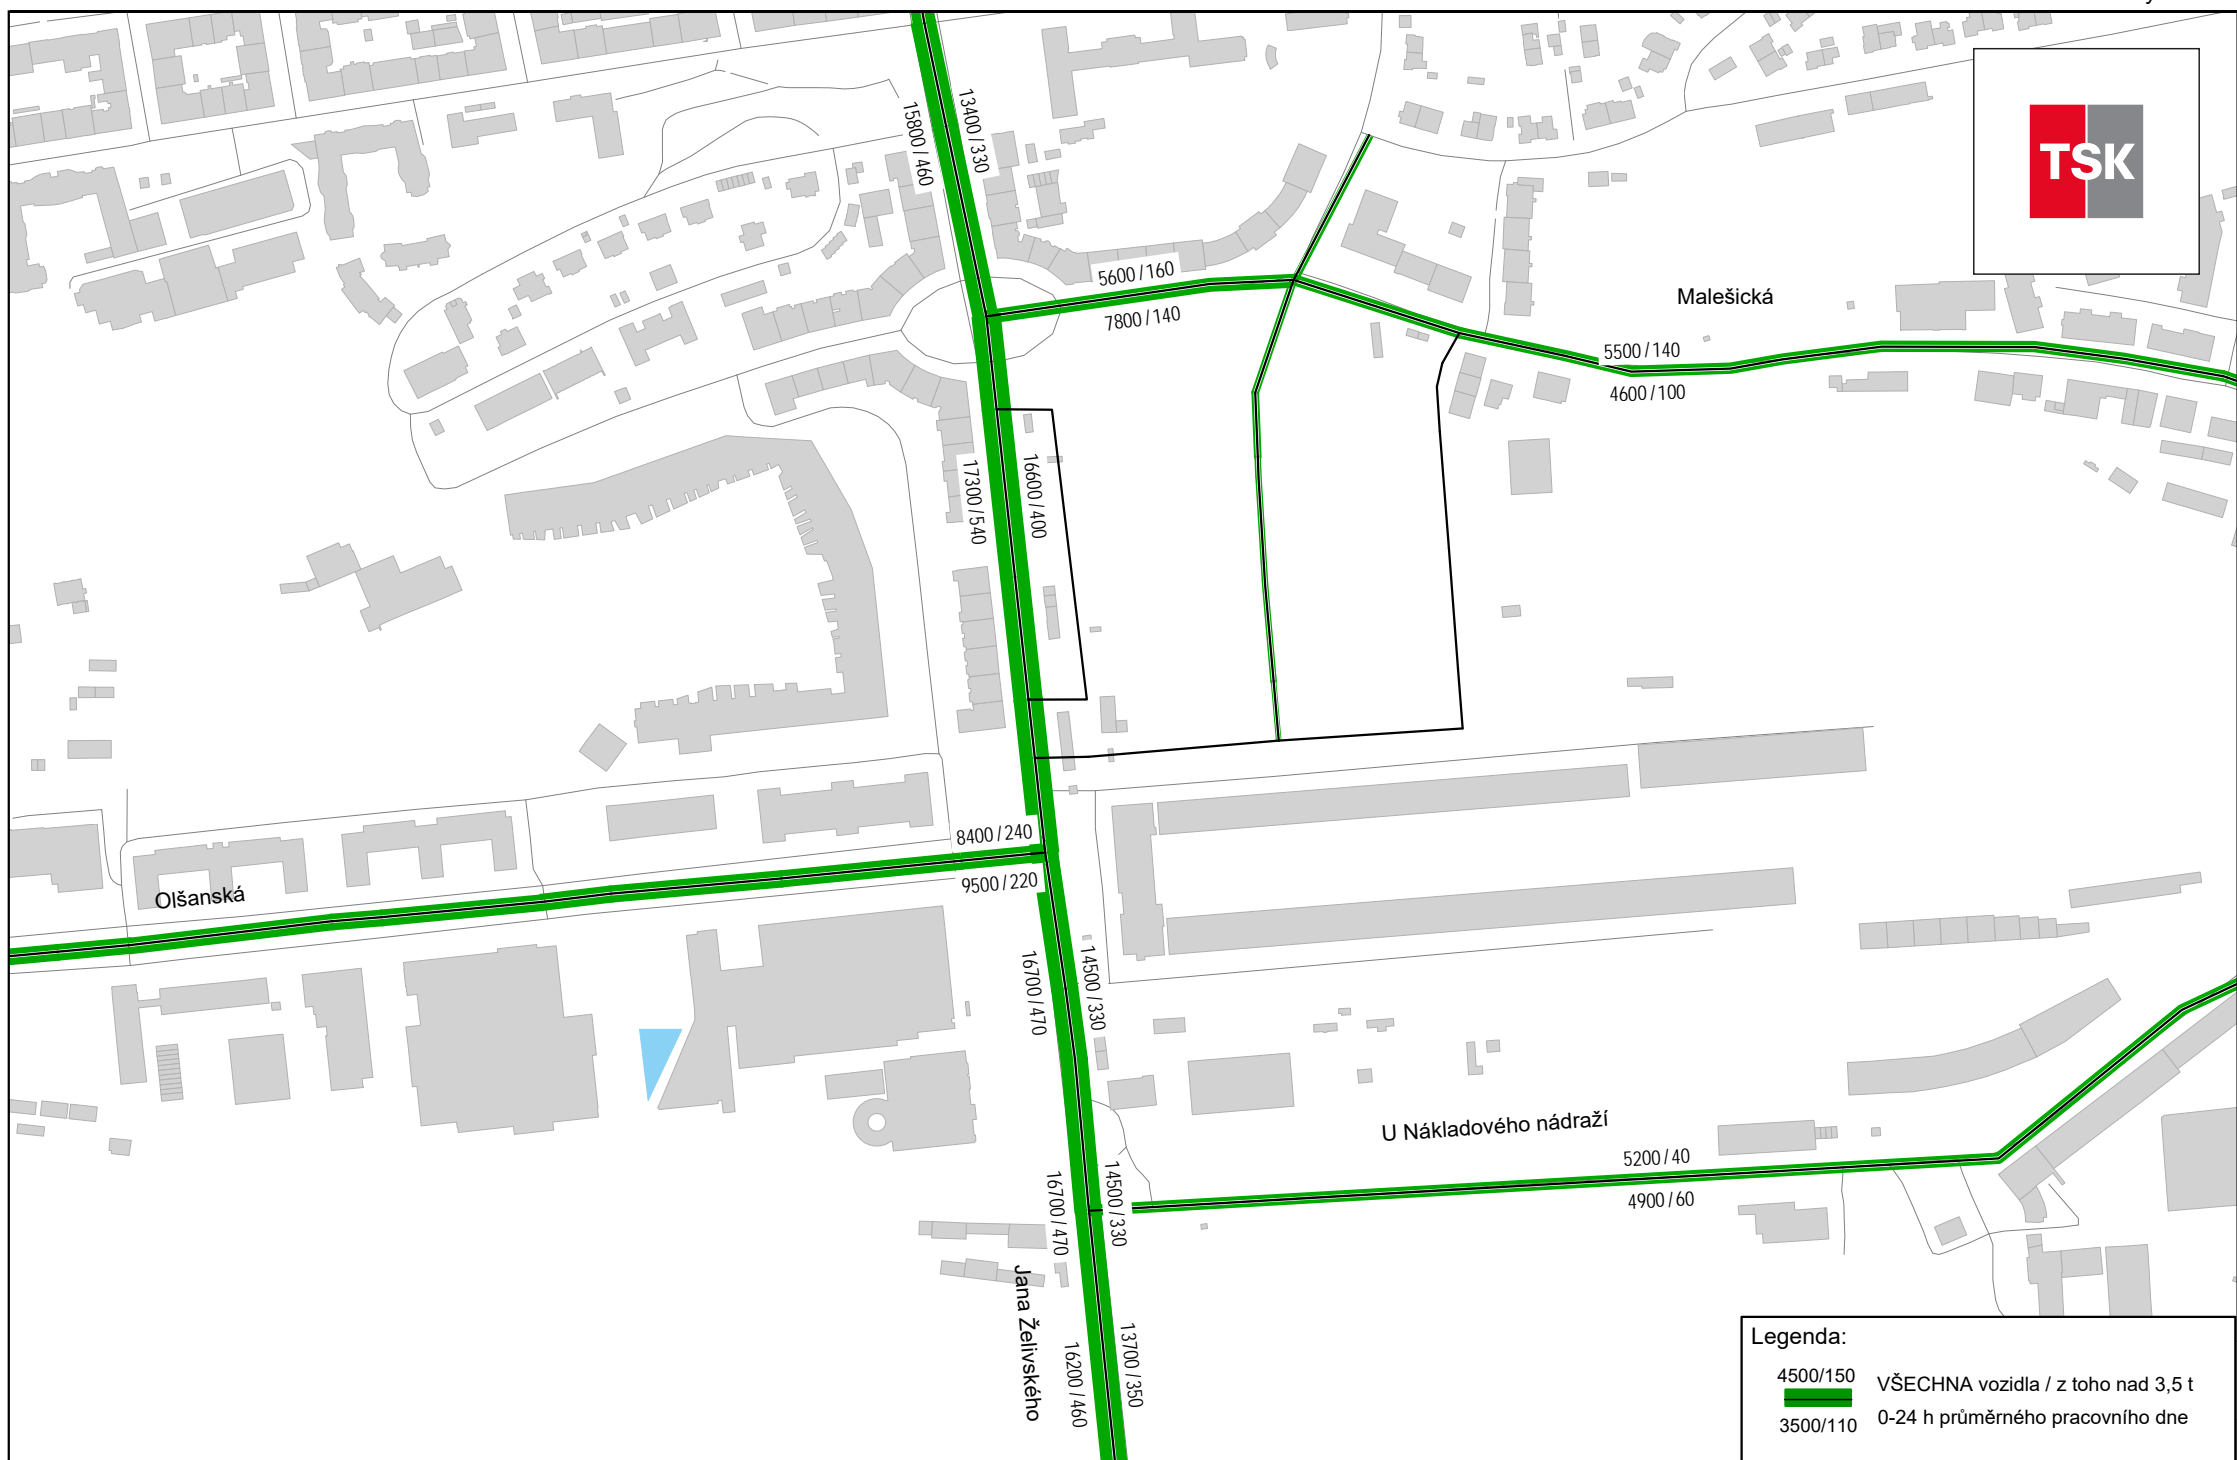 y
15800/460
13400/330
TSK
5600/160
7800/140
Malešická
5500/140
4600/100
17300/540
16600/400
8400/240
9500/220
Olšanská
16700/470
14500/330
U Nákladového nádraží
5200/40
4900/60
16700/470
14500/330
Jana Želivského
16200/460
13700/350
Legenda:
4500/150
VŠECHNA vozidla / z toho nad 3,5 t
3500/110
0-24 h průměrného pracovního dne